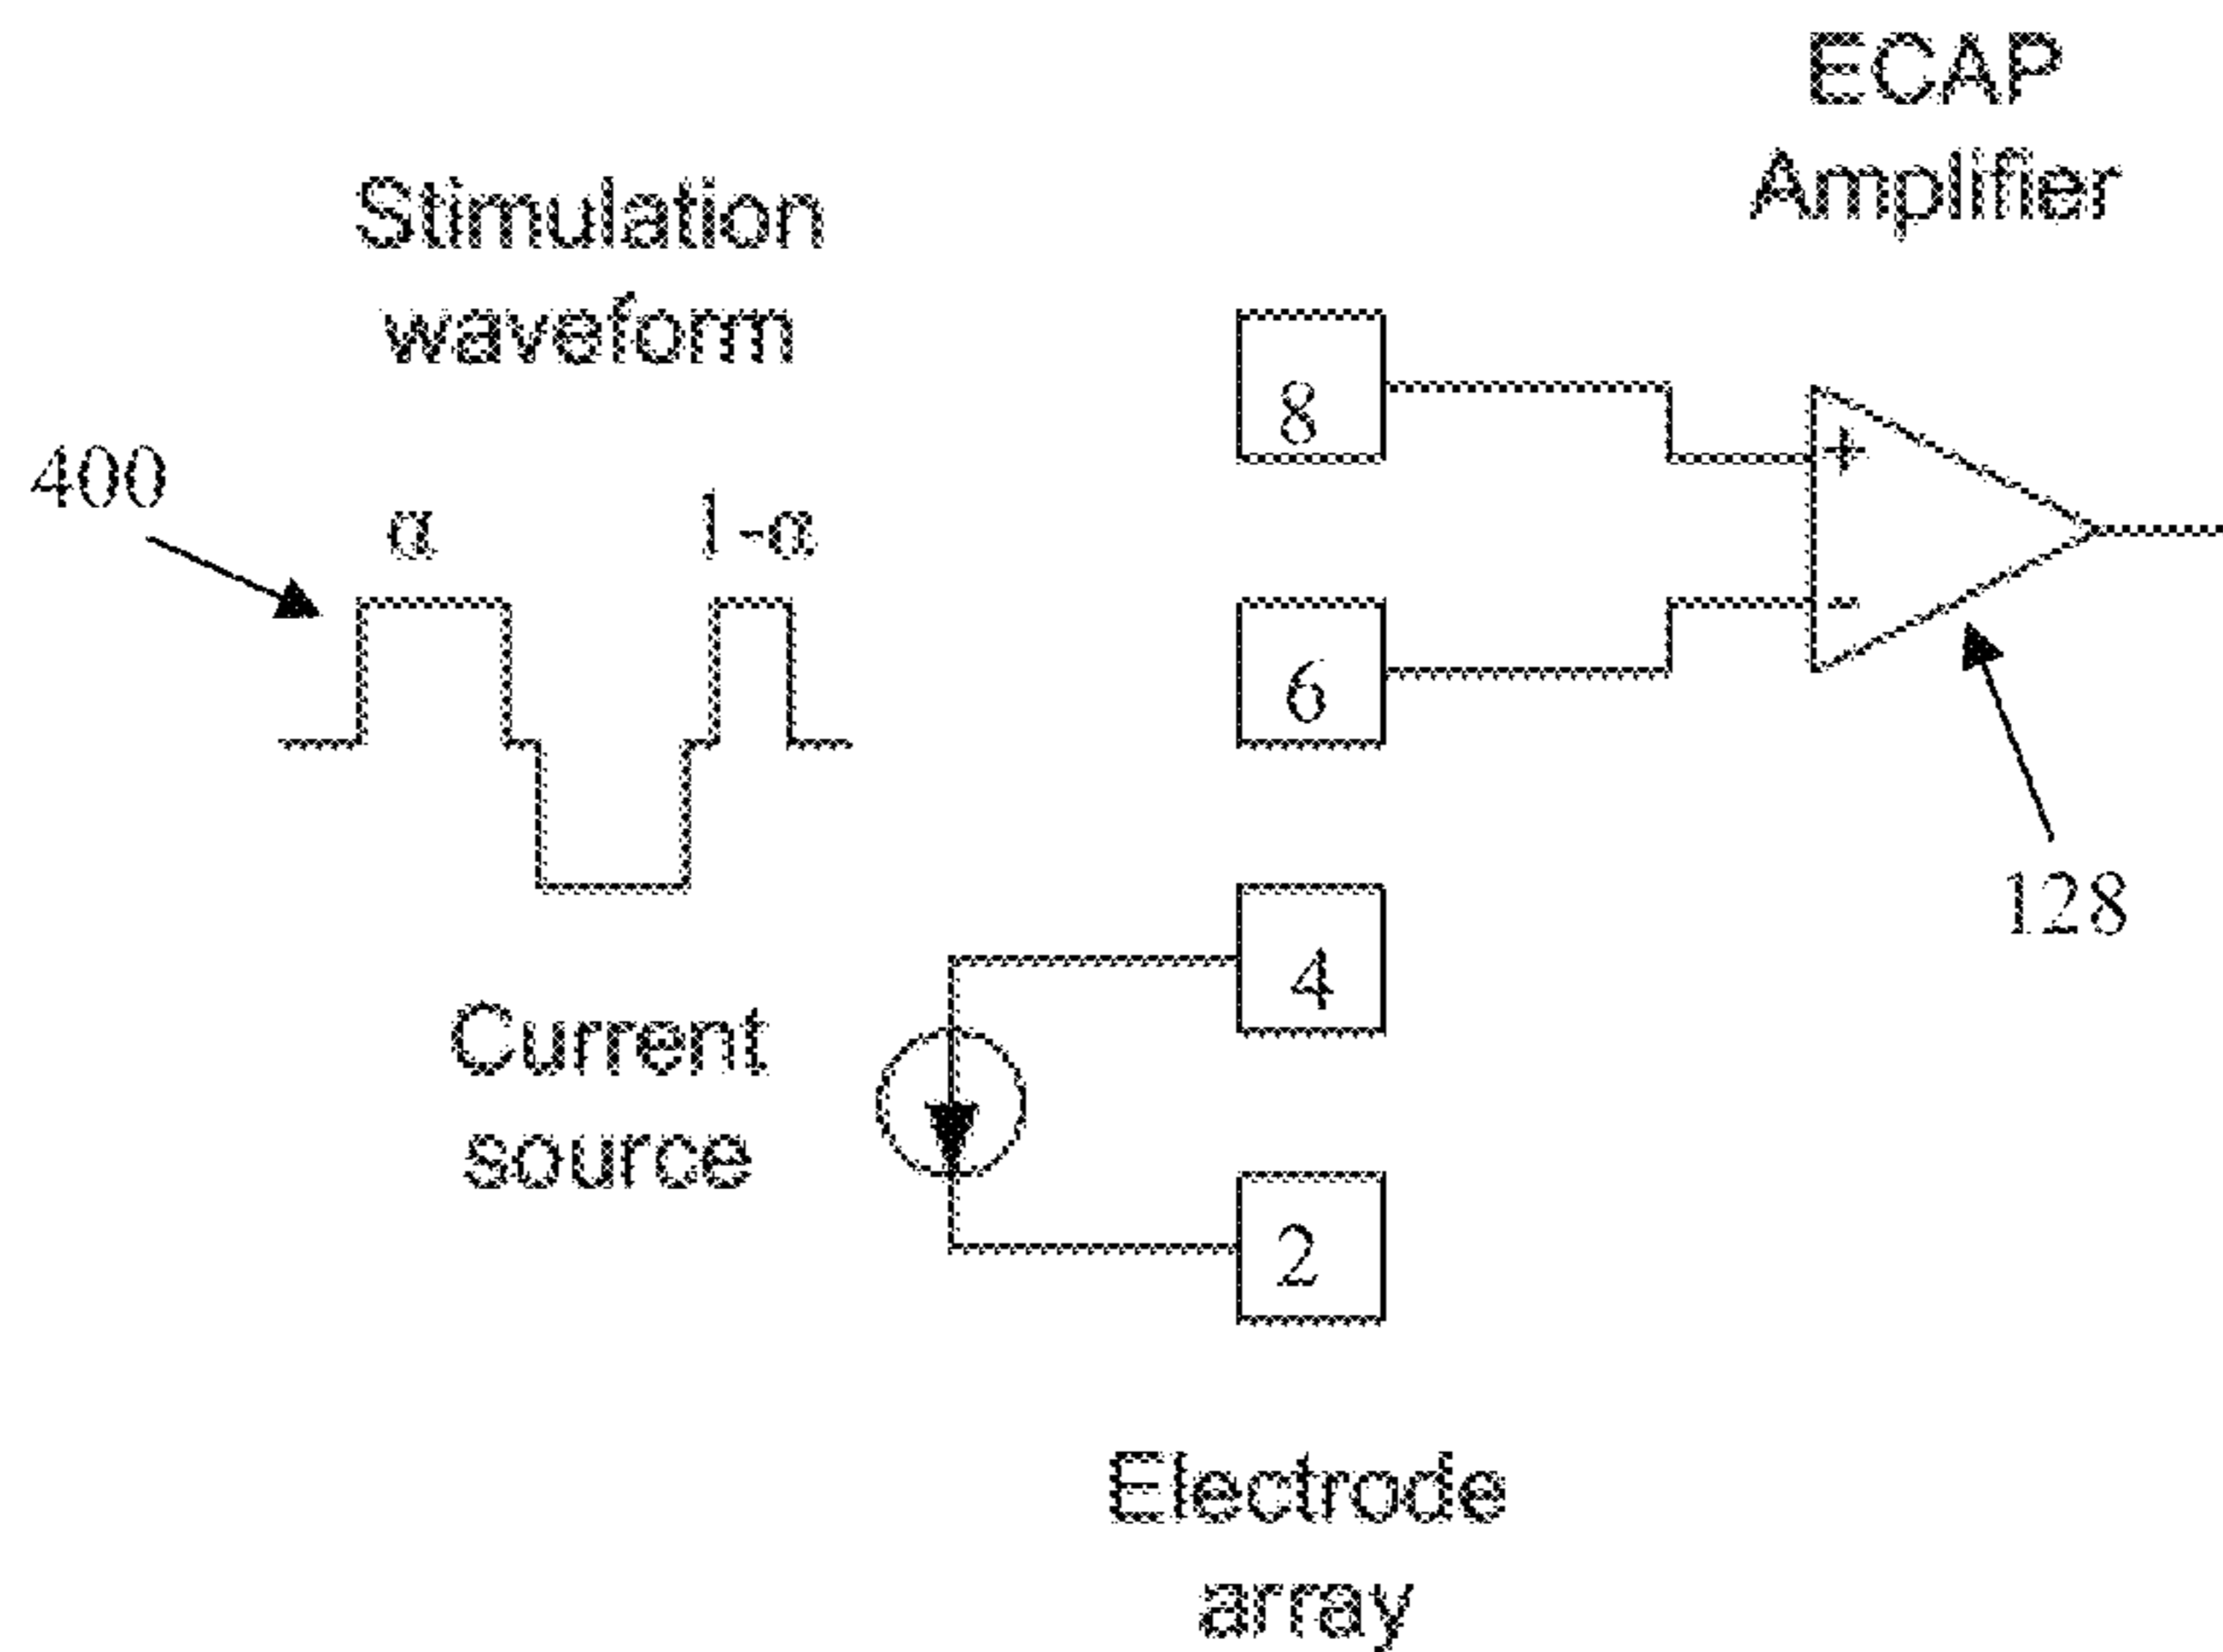 ECAP
Amplifier
Stimulation
waveform
400
α
1-α
8
+
6
-
128
4
Current
source
2
Electrode
array